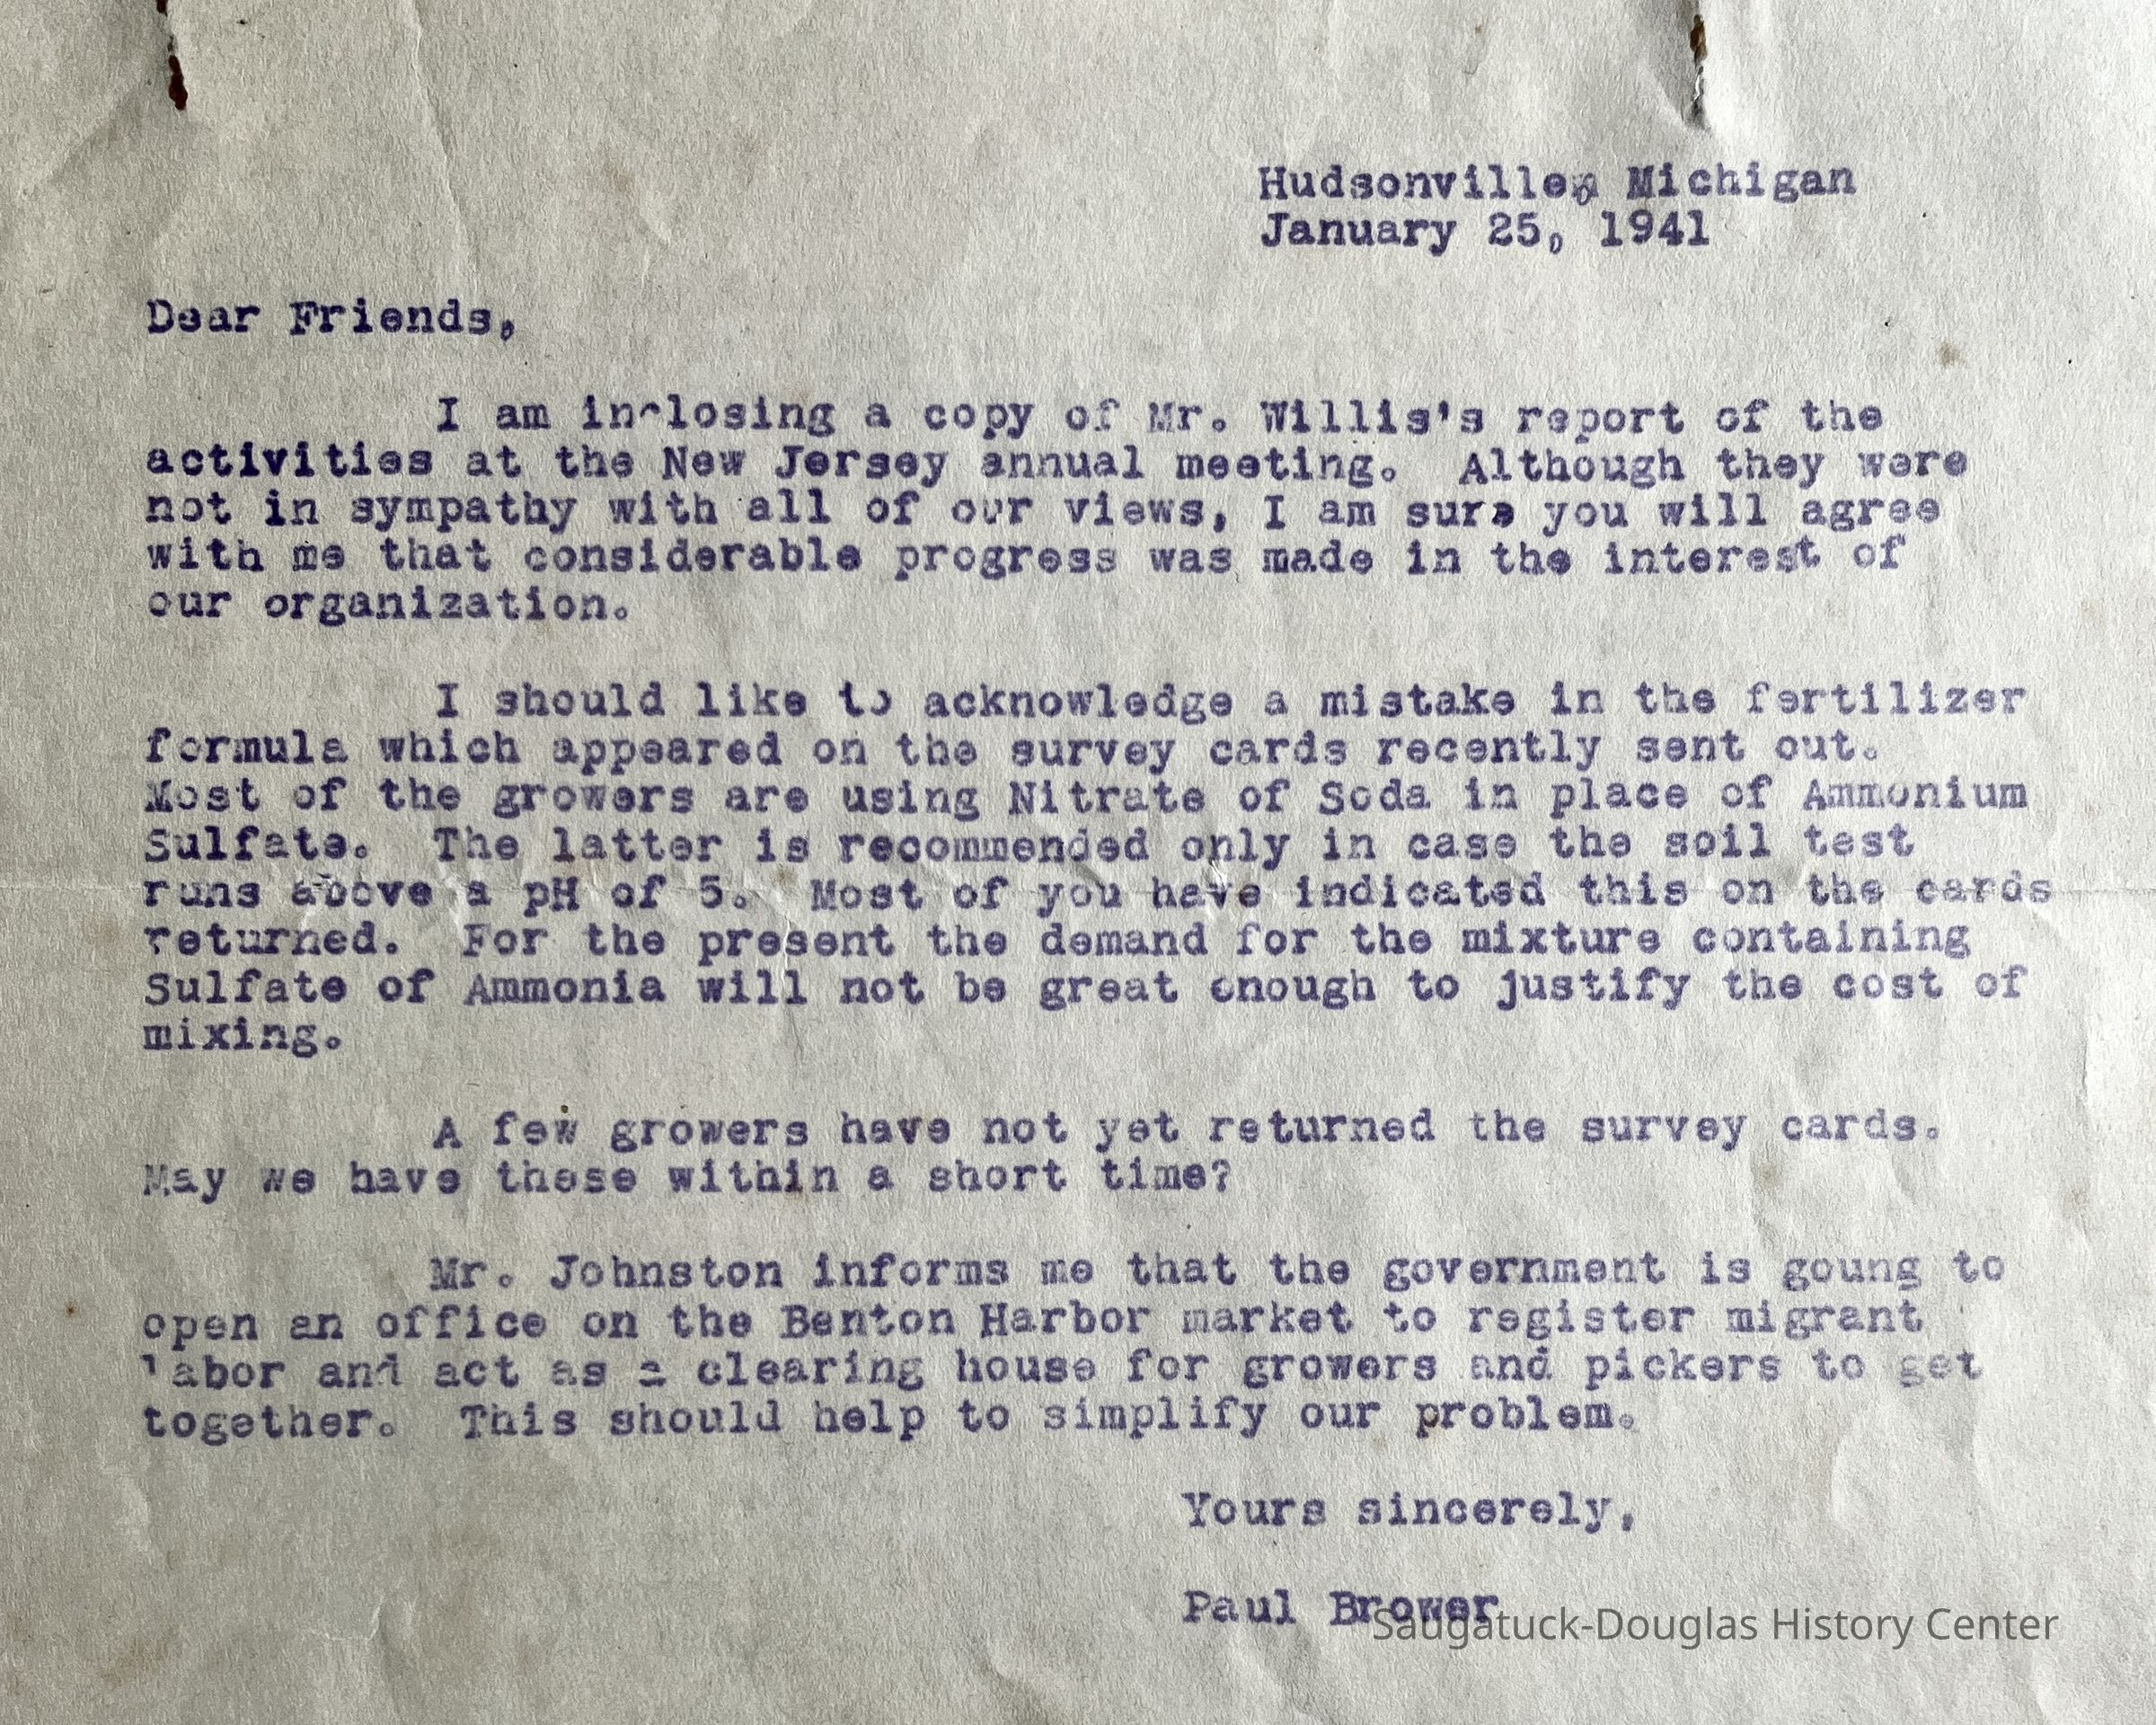 Hudsonville, Michigan
January 25, 1941
Dear Friends,
I am inclosing a copy of Mr. Willis's report of the
activities at the New Jersey annual meeting. Although they were
not in sympathy with all of our views, I am sure you will agree
with me that considerable progress was made in the interest of
our organization.
I should like to acknowledge a mistake in the fertilizer
formula which appeared on the survey cards recently sent out.
Most of the growers are using Nitrate of Soda in place of Ammonium
Sulfate. The latter is recommended only in case the soil test
runs above a pH of 5. Most of you have indicated this on the cards
returned. For the present the demand for the mixture containing
Sulfate of Ammonia will not be great enough to justify the cost of
mixing.
A few growers have not yet returned the survey cards.
May we have these within a short time?
Mr. Johnston informs me that the government is goung to
open an office on the Benton Harbor market to register migrant
labor and act as a clearing house for growers and pickers to get
together. This should help to simplify our problem.
Yours sincerely,
Paul Brower
Saugatuck-Douglas History Center